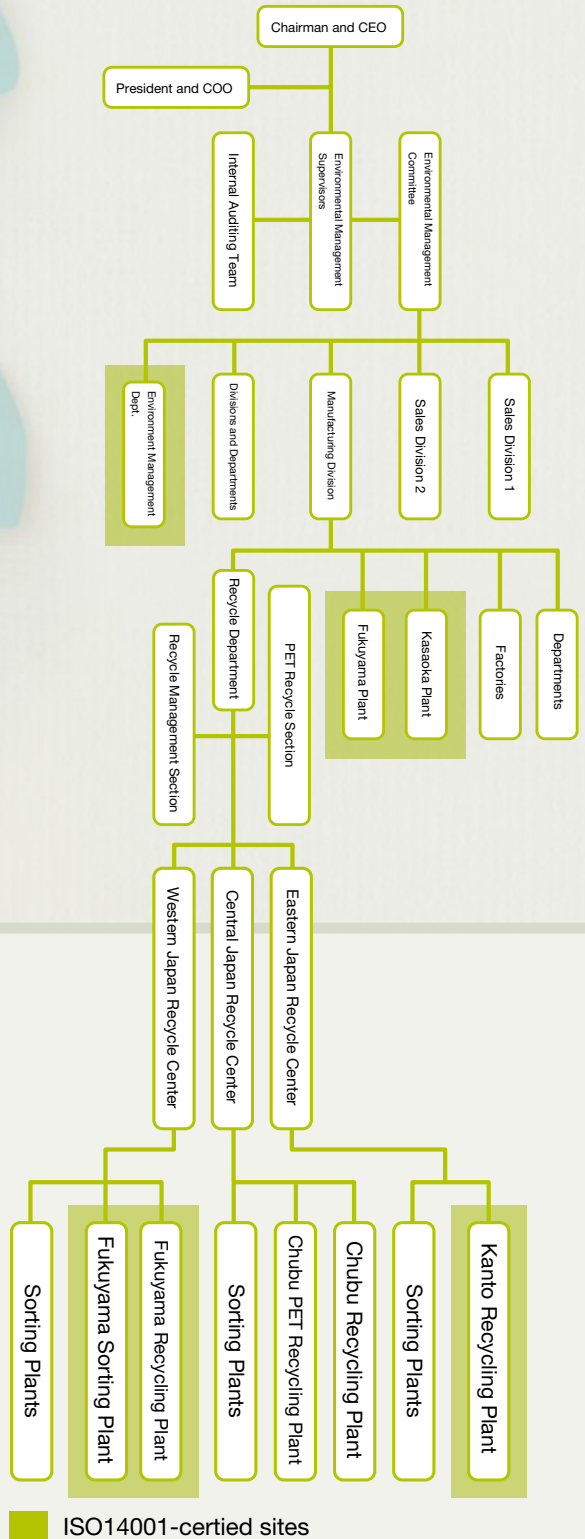 Chairman and CEO
President and COO
Environmental Management
Committee
Environmental Management
Supervisors
Internal Auditing Team
Sales Division 1
Sales Division 2
Manufacturing Division
Divisions and Departments
Environment Management
Dept.
Departments
Factories
Kasaoka Plant
Fukuyama Plant
Recycle Department
PET Recycle Section
Recycle Management Section
Eastern Japan Recycle Center
Central Japan Recycle Center
Western Japan Recycle Center
Kanto Recycling Plant
Sorting Plants
Chubu Recycling Plant
Chubu PET Recycling Plant
Sorting Plants
Fukuyama Recycling Plant
Fukuyama Sorting Plant
Sorting Plants
ISO14001-certied sites